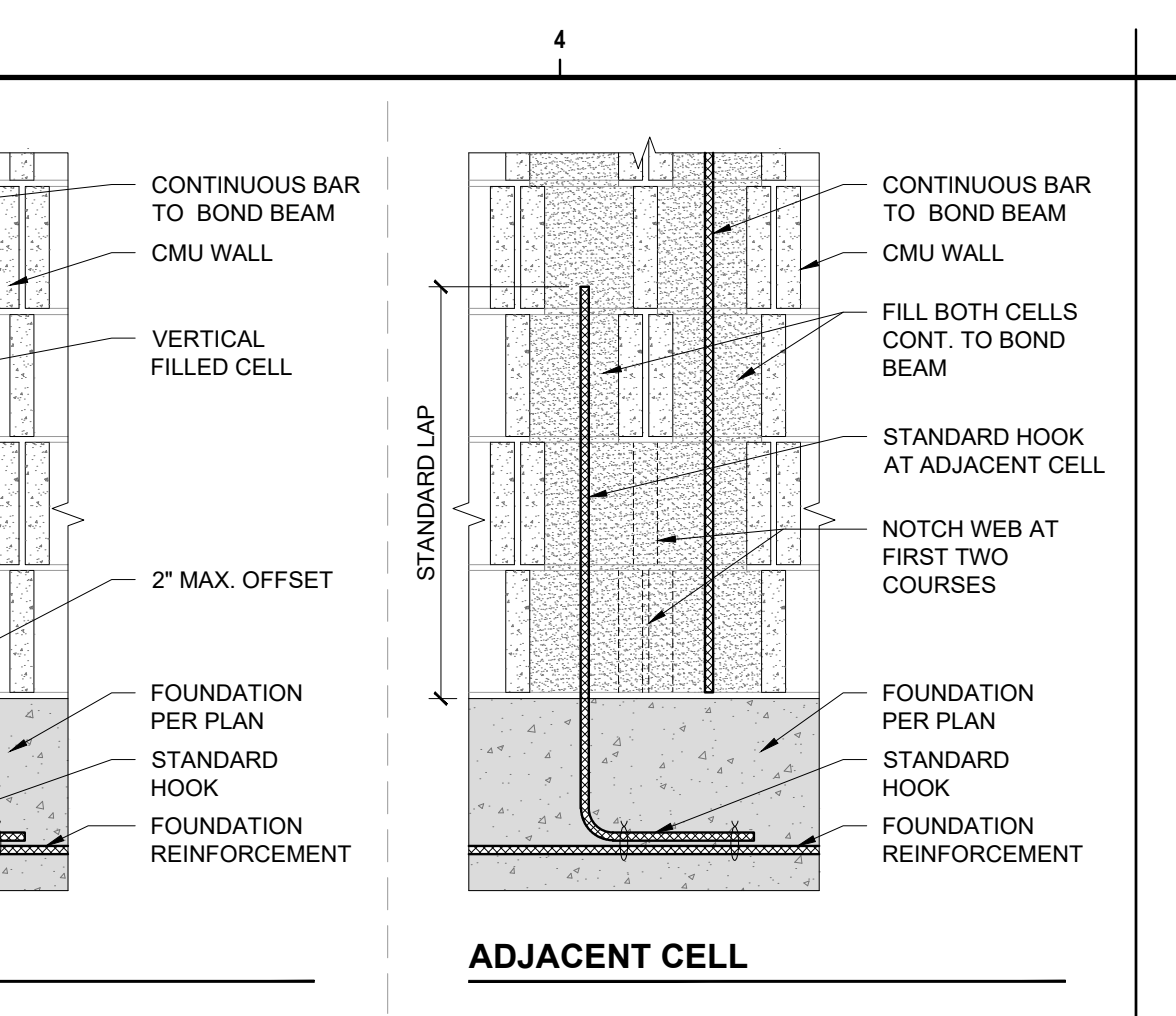 4
CONTINUOUS BAR
TO BOND BEAM
CMU WALL
VERTICAL
FILLED CELL
2" MAX. OFFSET
FOUNDATION
PER PLAN
STANDARD
HOOK
FOUNDATION
REINFORCEMENT
STANDARD LAP
CONTINUOUS BAR
TO BOND BEAM
CMU WALL
FILL BOTH CELLS
CONT. TO BOND
BEAM
STANDARD HOOK
AT ADJACENT CELL
NOTCH WEB AT
FIRST TWO
COURSES
FOUNDATION
PER PLAN
STANDARD
HOOK
FOUNDATION
REINFORCEMENT
ADJACENT CELL